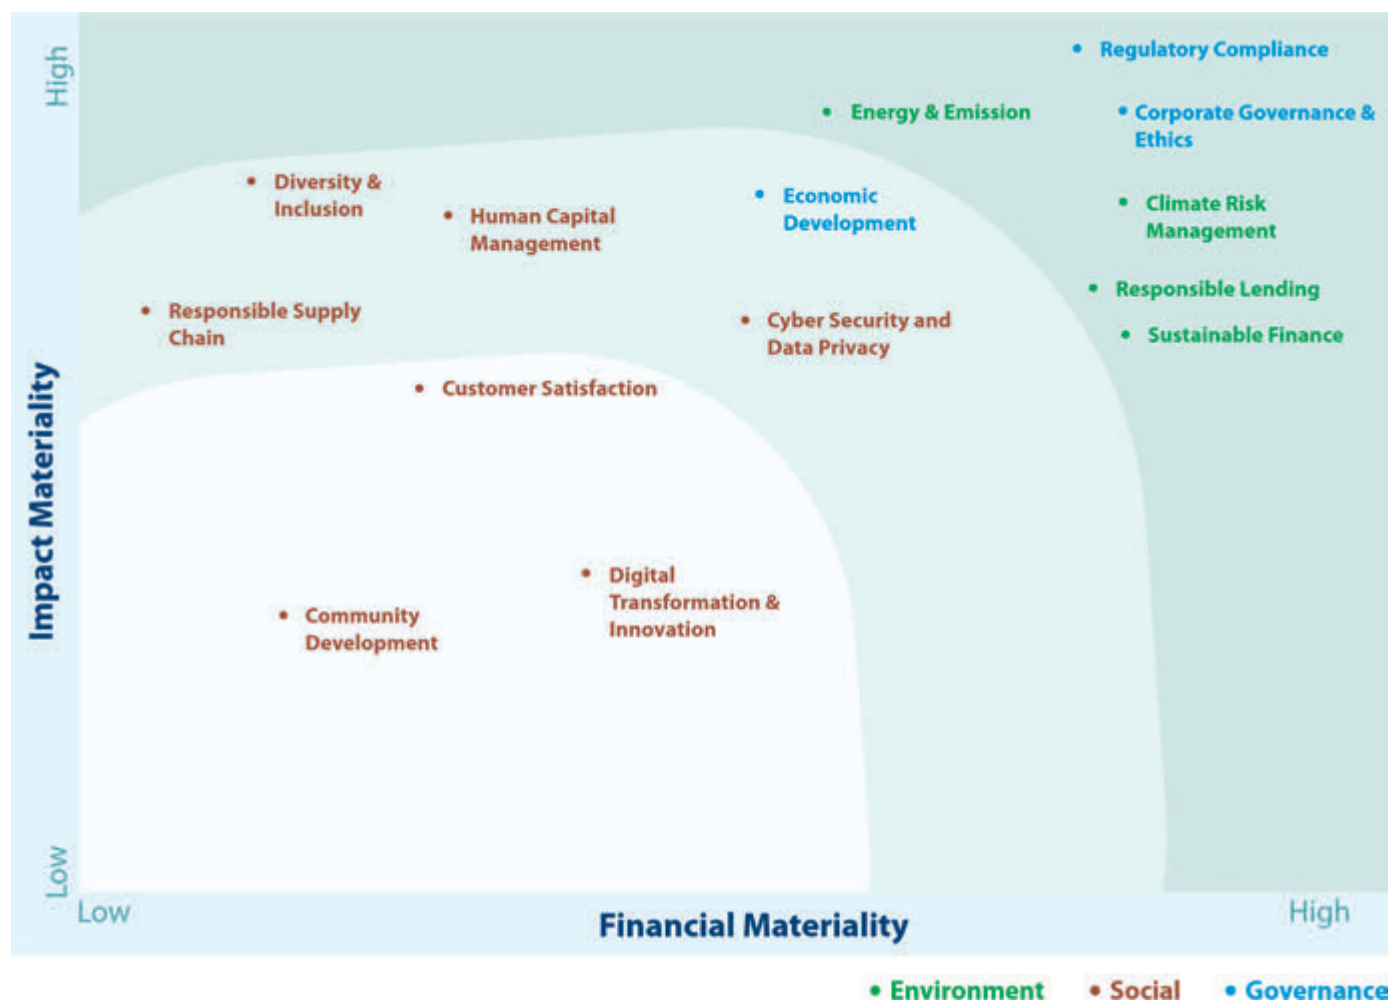 High
Regulatory Compliance
Energy & Emission
Corporate Governance &
Ethics
Diversity &
Inclusion
Human Capital
Management
Economic
Development
Climate Risk
Management
Responsible Lending
Responsible Supply
Chain
Cyber Security and
Data Privacy
Sustainable Finance
Customer Satisfaction
Impact Materiality
Digital
Transformation &
Innovation
Community
Development
Low
Low
Financial Materiality
High
• Environment • Social • Governance